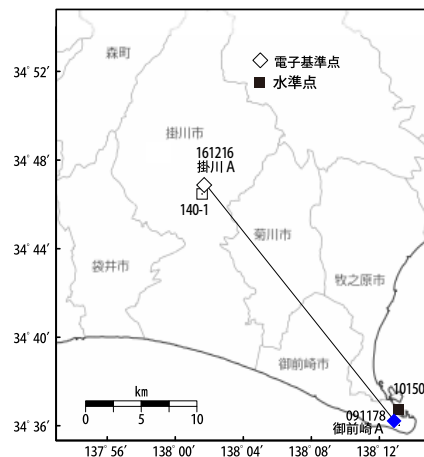 34° 52′
34° 48′
34° 44′
34° 40′
34° 36′
森町
◇ 電子基準点
■ 水準点
掛川市
161216
掛川 A
140-1
菊川市
袋井市
牧之原市
御前崎市
km
0 5 10
10150
091178
御前崎 A
137° 56′ 138° 00′ 138° 04′ 138° 08′ 138° 12′